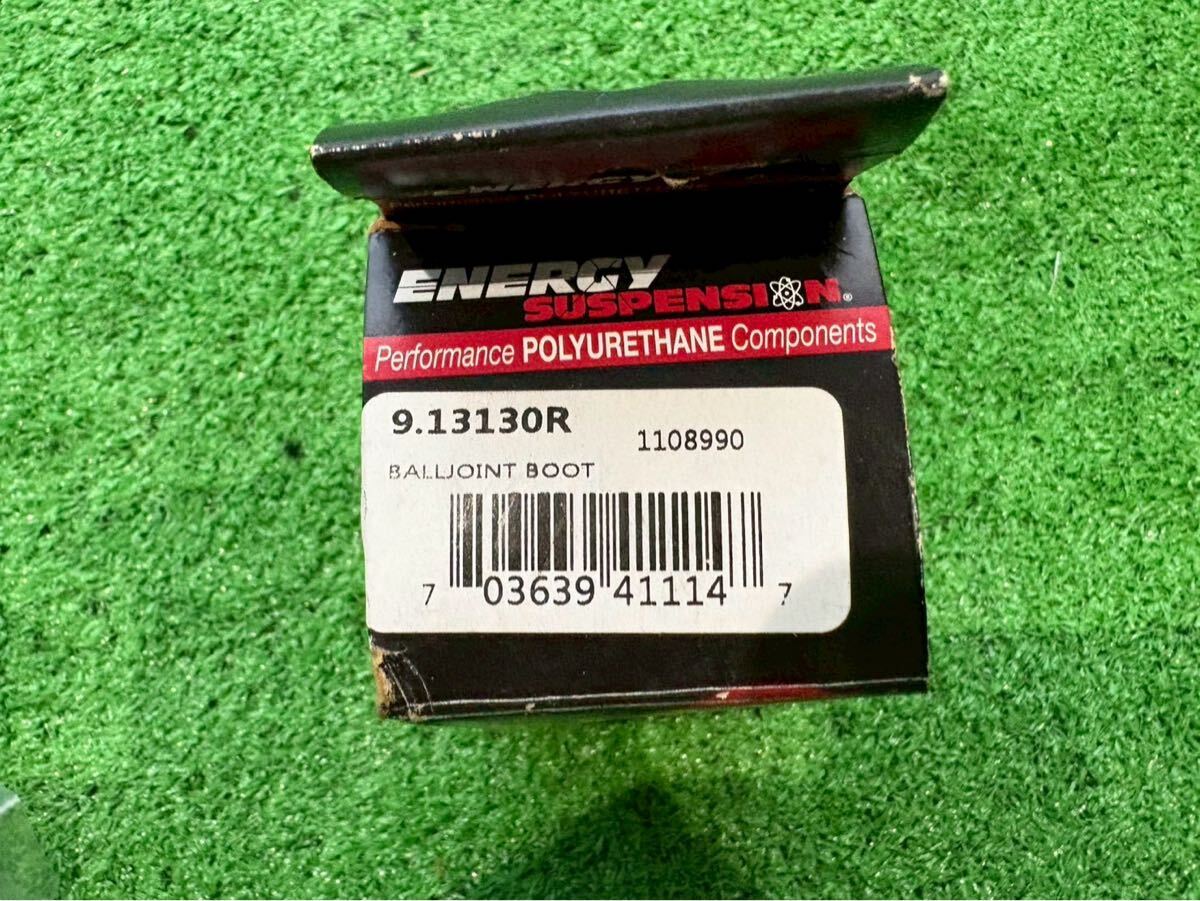 ENERGY
SUSPENSION®
Performance POLYURETHANE Components
9.13130R
1108990
BALLJOINT BOOT
7 03639 41114 7